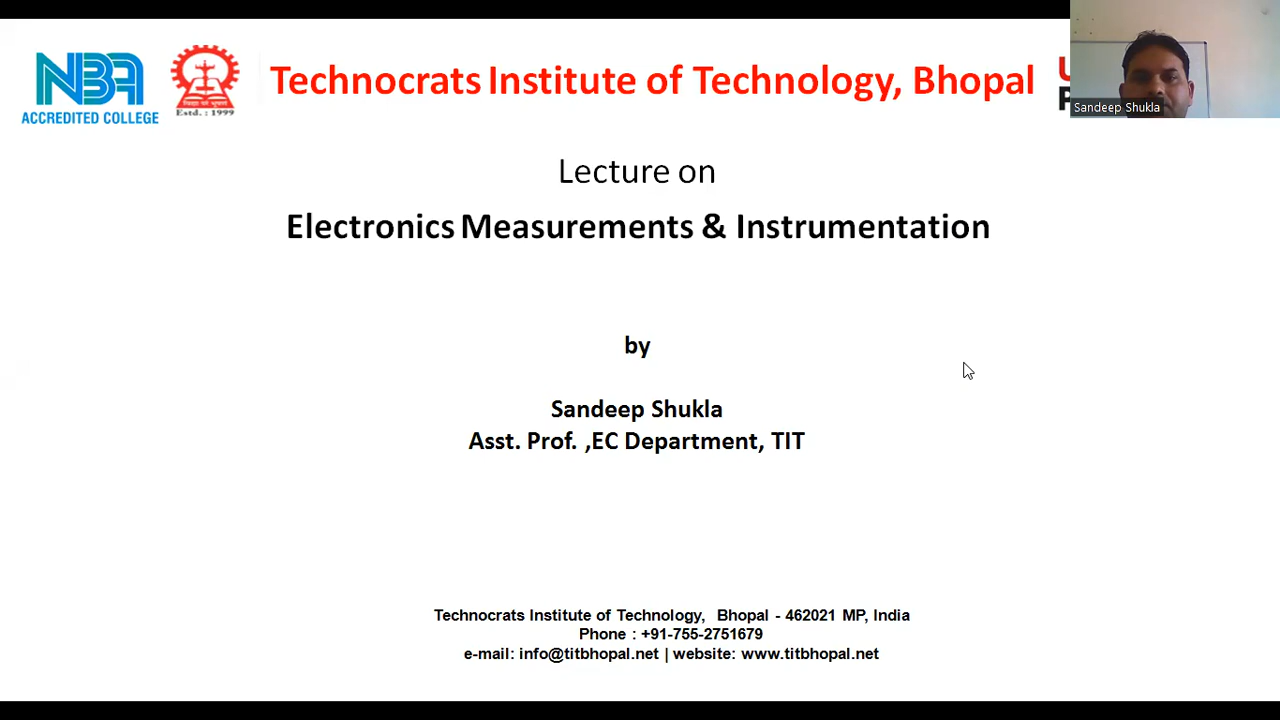 NBA
ACCREDITED COLLEGE
Estd. : 1999
Technocrats Institute of Technology, Bhopal
Sandeep Shukla
Lecture on
Electronics Measurements & Instrumentation
by
Sandeep Shukla
Asst. Prof. ,EC Department, TIT
Technocrats Institute of Technology, Bhopal - 462021 MP, India
Phone : +91-755-2751679
e-mail: info@titbhopal.net | website: www.titbhopal.net